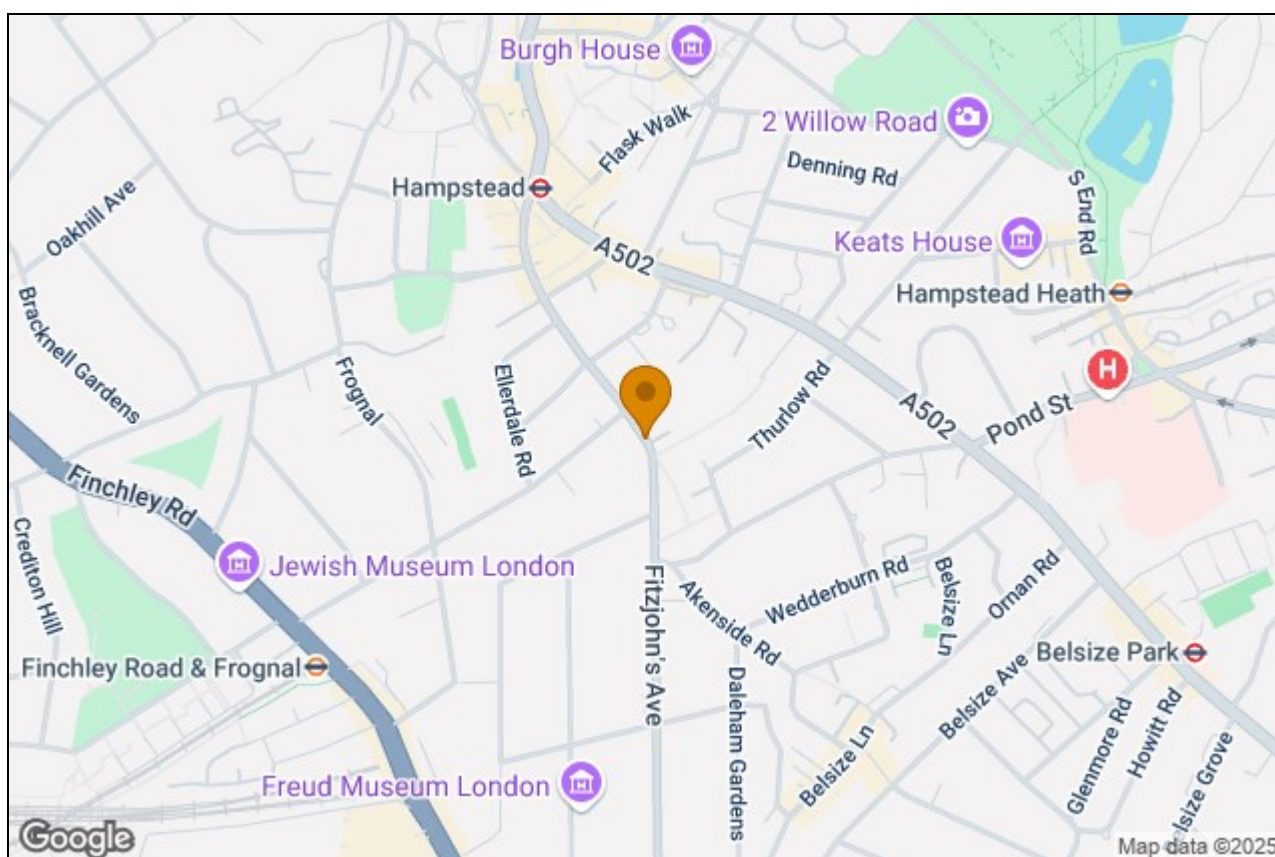 Burgh House
Flask Walk
2 Willow Road
Denning Rd
Hampstead
S End Rd
Oakhill Ave
A502
Keats House
Hampstead Heath
Bracknell Gardens
Frognal
Ellerdale Rd
Thurlow Rd
A502
H
Pond St
Finchley Rd
Crediton Hill
Jewish Museum London
Fitzjohn's Ave
Akenside Rd
Wedderburn Rd
Belsize Ln
Ornan Rd
Finchley Road & Frognal
Belsize Park
Daleham Gardens
Belsize Ave
Glenmore Rd
Howitt Rd
Belsize Grove
Belsize Ln
Freud Museum London
Google
Map data ©2025